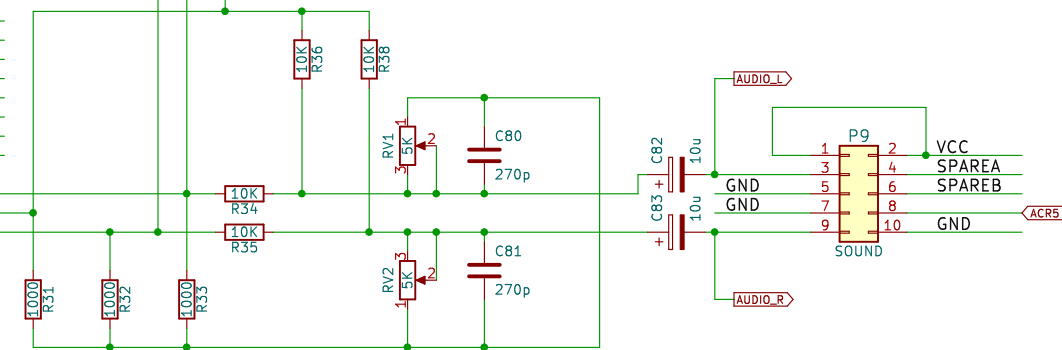 10K
R36
10K
R38
AUDIO_L
P9
1
2
VCC
3
4
SPAREA
GND
5
6
SPAREB
GND
7
8
ACR5
9
10
GND
SOUND
C82
10u
+
C83
10u
+
AUDIO_R
RV1
5K
1
2
3
C80
270p
10K
R34
10K
R35
RV2
5K
3
2
1
C81
270p
1000
R31
1000
R32
1000
R33